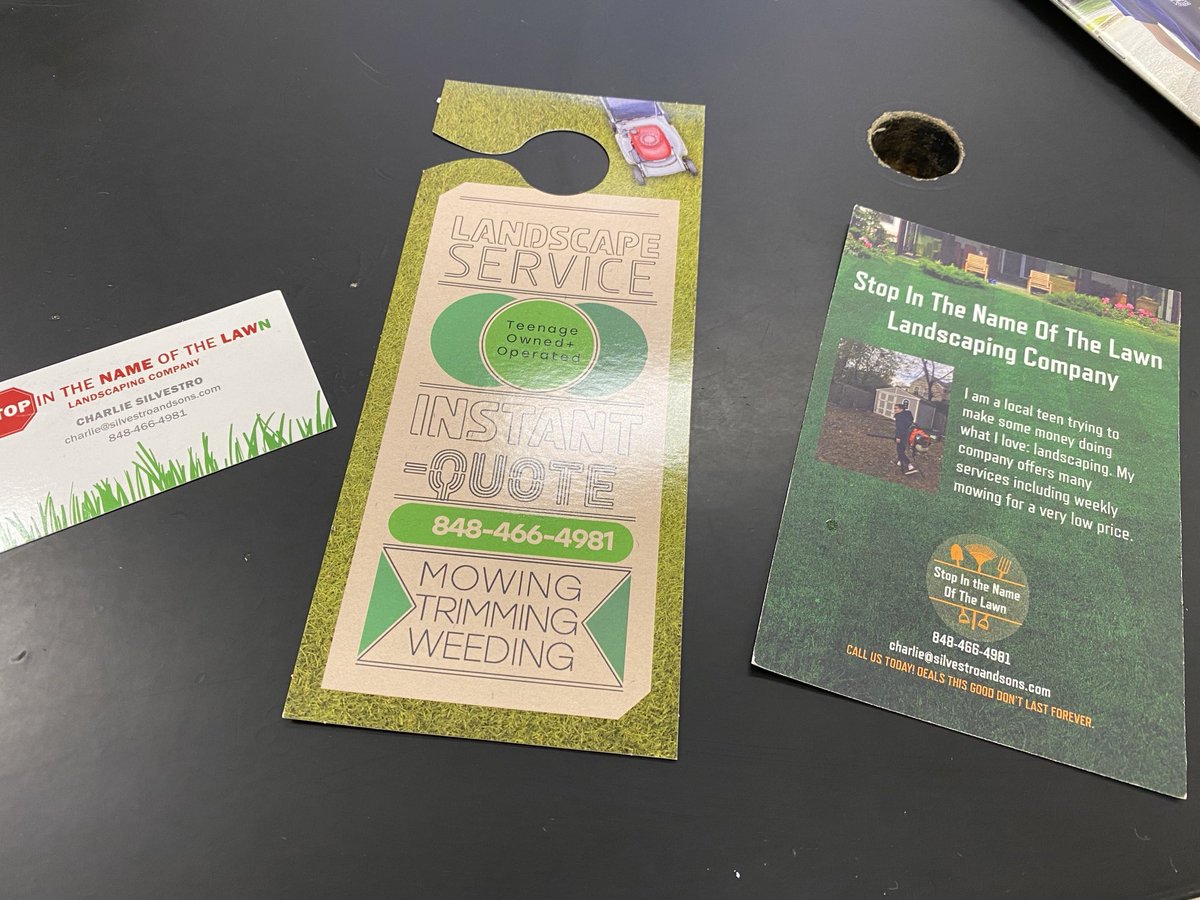 TOP IN THE NAME OF THE LAWN
LANDSCAPING COMPANY
CHARLIE SILVESTRO
charlie@silvestroandsons.com
848-466-4981
LANDSCAPE
SERVICE
Teenage
Owned+
Operated
INSTANT
-QUOTE
848-466-4981
MOWING
TRIMMING
WEEDING
Stop In The Name Of The Lawn
Landscaping Company
I am a local teen trying to
make some money doing
what I love: landscaping. My
company offers many
services including weekly
mowing for a very low price.
Stop In the Name
Of The Lawn
848-466-4981
charlie@silvestroandsons.com
CALL US TODAY! DEALS THIS GOOD DON'T LAST FOREVER.